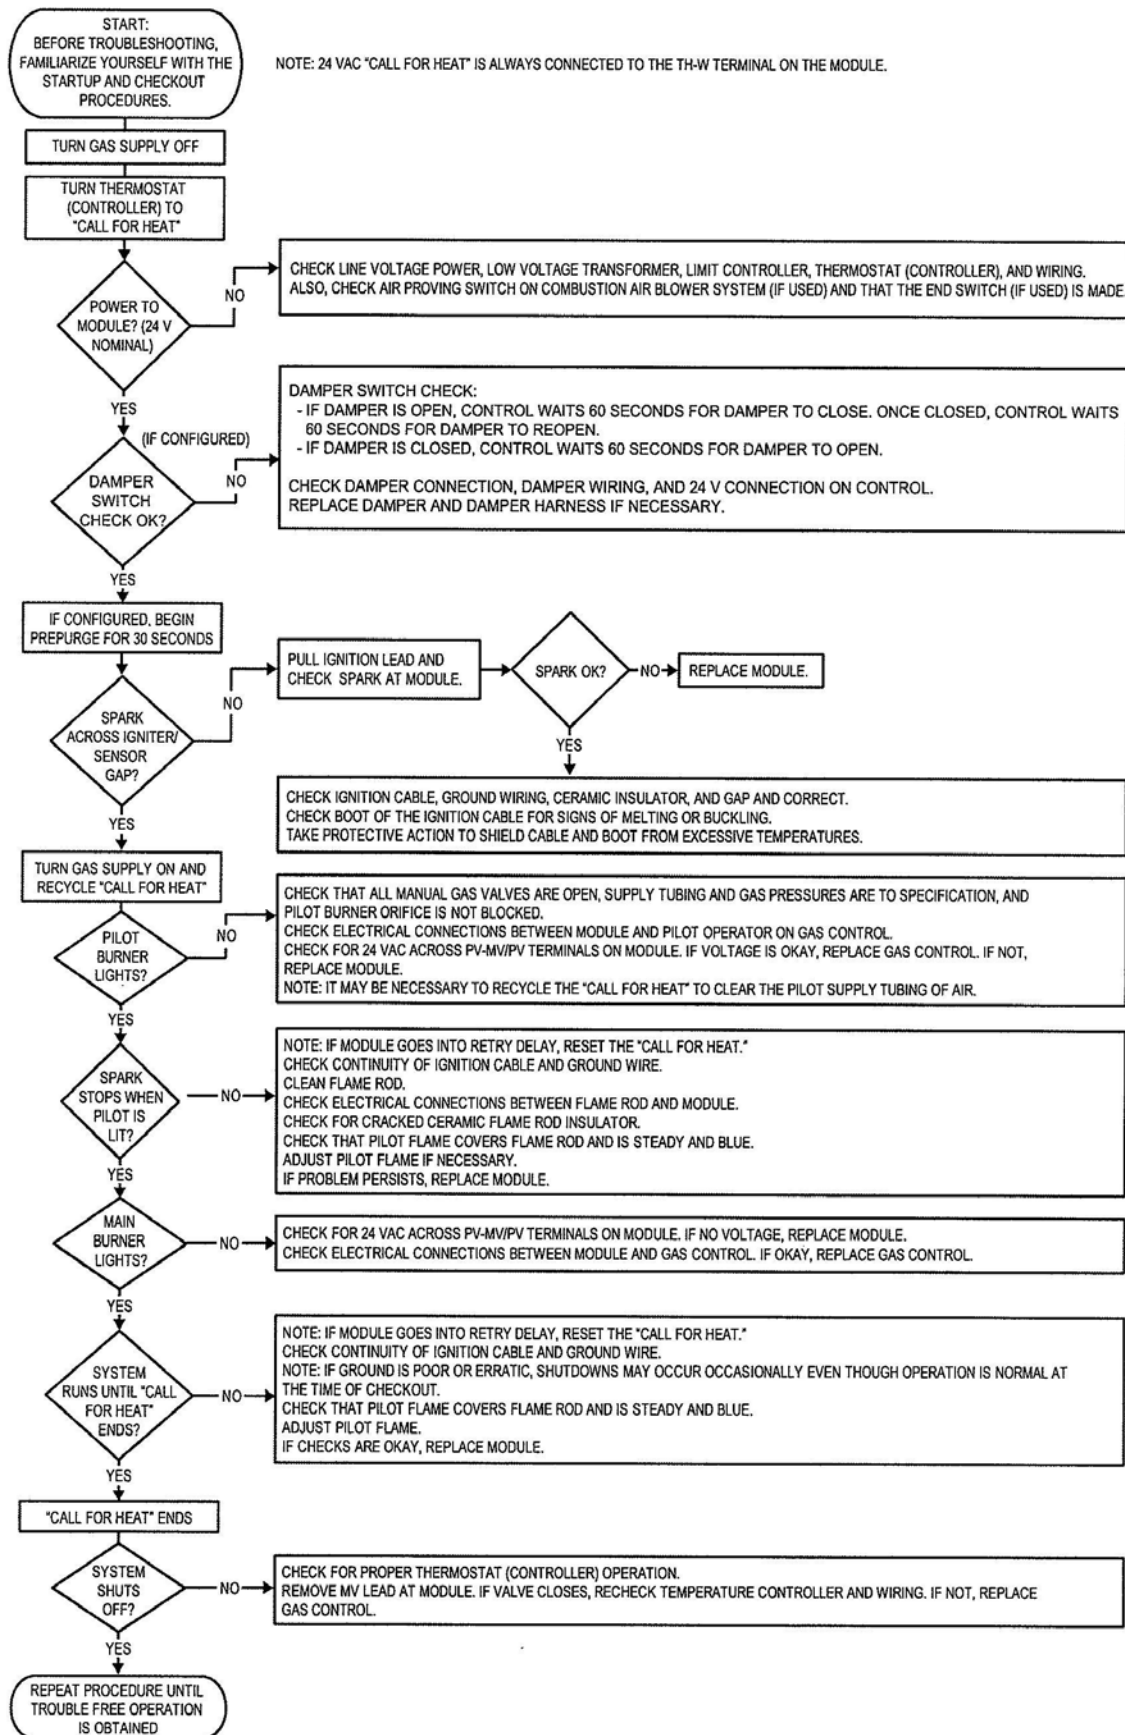 START:
BEFORE TROUBLESHOOTING,
FAMILIARIZE YOURSELF WITH THE
STARTUP AND CHECKOUT
PROCEDURES.
NOTE: 24 VAC "CALL FOR HEAT" IS ALWAYS CONNECTED TO THE TH-W TERMINAL ON THE MODULE.
TURN GAS SUPPLY OFF
TURN THERMOSTAT
(CONTROLLER) TO
"CALL FOR HEAT"
POWER TO
MODULE? (24 V
NOMINAL)
NO
CHECK LINE VOLTAGE POWER, LOW VOLTAGE TRANSFORMER, LIMIT CONTROLLER, THERMOSTAT (CONTROLLER), AND WIRING.
ALSO, CHECK AIR PROVING SWITCH ON COMBUSTION AIR BLOWER SYSTEM (IF USED) AND THAT THE END SWITCH (IF USED) IS MADE.
YES
(IF CONFIGURED)
DAMPER
SWITCH
CHECK OK?
NO
DAMPER SWITCH CHECK:
- IF DAMPER IS OPEN, CONTROL WAITS 60 SECONDS FOR DAMPER TO CLOSE. ONCE CLOSED, CONTROL WAITS
60 SECONDS FOR DAMPER TO REOPEN.
- IF DAMPER IS CLOSED, CONTROL WAITS 60 SECONDS FOR DAMPER TO OPEN.
CHECK DAMPER CONNECTION, DAMPER WIRING, AND 24 V CONNECTION ON CONTROL.
REPLACE DAMPER AND DAMPER HARNESS IF NECESSARY.
YES
IF CONFIGURED, BEGIN
PREPURGE FOR 30 SECONDS
SPARK
ACROSS IGNITER/
SENSOR
GAP?
NO
PULL IGNITION LEAD AND
CHECK SPARK AT MODULE.
SPARK OK?
NO
REPLACE MODULE.
YES
CHECK IGNITION CABLE, GROUND WIRING, CERAMIC INSULATOR, AND GAP AND CORRECT.
CHECK BOOT OF THE IGNITION CABLE FOR SIGNS OF MELTING OR BUCKLING.
TAKE PROTECTIVE ACTION TO SHIELD CABLE AND BOOT FROM EXCESSIVE TEMPERATURES.
YES
TURN GAS SUPPLY ON AND
RECYCLE "CALL FOR HEAT"
PILOT
BURNER
LIGHTS?
NO
CHECK THAT ALL MANUAL GAS VALVES ARE OPEN, SUPPLY TUBING AND GAS PRESSURES ARE TO SPECIFICATION, AND
PILOT BURNER ORIFICE IS NOT BLOCKED.
CHECK ELECTRICAL CONNECTIONS BETWEEN MODULE AND PILOT OPERATOR ON GAS CONTROL.
CHECK FOR 24 VAC ACROSS PV-MV/PV TERMINALS ON MODULE. IF VOLTAGE IS OKAY, REPLACE GAS CONTROL. IF NOT,
REPLACE MODULE.
NOTE: IT MAY BE NECESSARY TO RECYCLE THE "CALL FOR HEAT" TO CLEAR THE PILOT SUPPLY TUBING OF AIR.
YES
SPARK
STOPS WHEN
PILOT IS
LIT?
NO
NOTE: IF MODULE GOES INTO RETRY DELAY, RESET THE "CALL FOR HEAT."
CHECK CONTINUITY OF IGNITION CABLE AND GROUND WIRE.
CLEAN FLAME ROD.
CHECK ELECTRICAL CONNECTIONS BETWEEN FLAME ROD AND MODULE.
CHECK FOR CRACKED CERAMIC FLAME ROD INSULATOR.
CHECK THAT PILOT FLAME COVERS FLAME ROD AND IS STEADY AND BLUE.
ADJUST PILOT FLAME IF NECESSARY.
IF PROBLEM PERSISTS, REPLACE MODULE.
YES
MAIN
BURNER
LIGHTS?
NO
CHECK FOR 24 VAC ACROSS PV-MV/PV TERMINALS ON MODULE. IF NO VOLTAGE, REPLACE MODULE.
CHECK ELECTRICAL CONNECTIONS BETWEEN MODULE AND GAS CONTROL. IF OKAY, REPLACE GAS CONTROL.
YES
SYSTEM
RUNS UNTIL "CALL
FOR HEAT"
ENDS?
NO
NOTE: IF MODULE GOES INTO RETRY DELAY, RESET THE "CALL FOR HEAT."
CHECK CONTINUITY OF IGNITION CABLE AND GROUND WIRE.
NOTE: IF GROUND IS POOR OR ERRATIC, SHUTDOWNS MAY OCCUR OCCASIONALLY EVEN THOUGH OPERATION IS NORMAL AT
THE TIME OF CHECKOUT.
CHECK THAT PILOT FLAME COVERS FLAME ROD AND IS STEADY AND BLUE.
ADJUST PILOT FLAME.
IF CHECKS ARE OKAY, REPLACE MODULE.
YES
"CALL FOR HEAT" ENDS
SYSTEM
SHUTS
OFF?
NO
CHECK FOR PROPER THERMOSTAT (CONTROLLER) OPERATION.
REMOVE MV LEAD AT MODULE. IF VALVE CLOSES, RECHECK TEMPERATURE CONTROLLER AND WIRING. IF NOT, REPLACE
GAS CONTROL.
YES
REPEAT PROCEDURE UNTIL
TROUBLE FREE OPERATION
IS OBTAINED